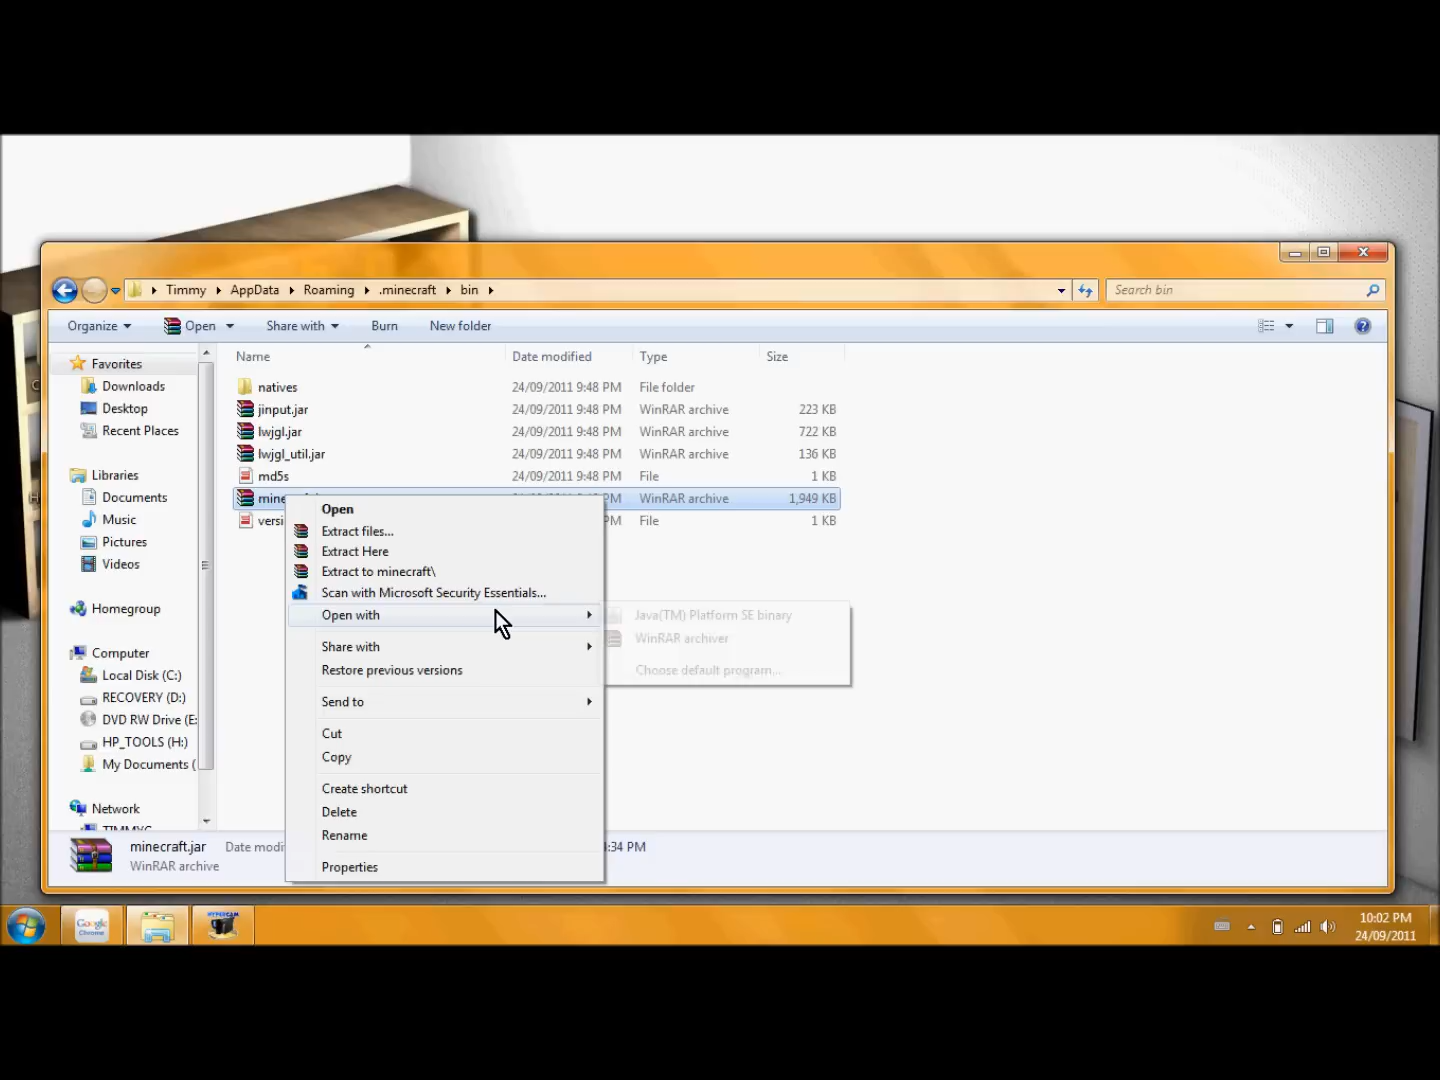 Timmy AppData Roaming .minecraft bin
Search bin
Organize Open Share with Burn New folder
Name Date modified Type Size
Favorites
Downloads
Desktop
Recent Places
Libraries
Documents
Music
Pictures
Videos
Homegroup
Computer
Local Disk (C:)
RECOVERY (D:)
DVD RW Drive (E:
HP_TOOLS (H:)
My Documents (
Network
natives 24/09/2011 9:48 PM File folder
jinput.jar 24/09/2011 9:48 PM WinRAR archive 223 KB
lwjgl.jar 24/09/2011 9:48 PM WinRAR archive 722 KB
lwjgl_util.jar 24/09/2011 9:48 PM WinRAR archive 136 KB
md5s 24/09/2011 9:48 PM File 1 KB
mine PM WinRAR archive 1,949 KB
versi PM File 1 KB
Open
Extract files...
Extract Here
Extract to minecraft\
Scan with Microsoft Security Essentials...
Open with
Share with
Restore previous versions
Send to
Cut
Copy
Create shortcut
Delete
Rename
Properties
Java(TM) Platform SE binary
WinRAR archiver
Choose default program...
minecraft.jar Date modi :34 PM
WinRAR archive
Google
Chrome
HYPERCAM
10:02 PM
24/09/2011